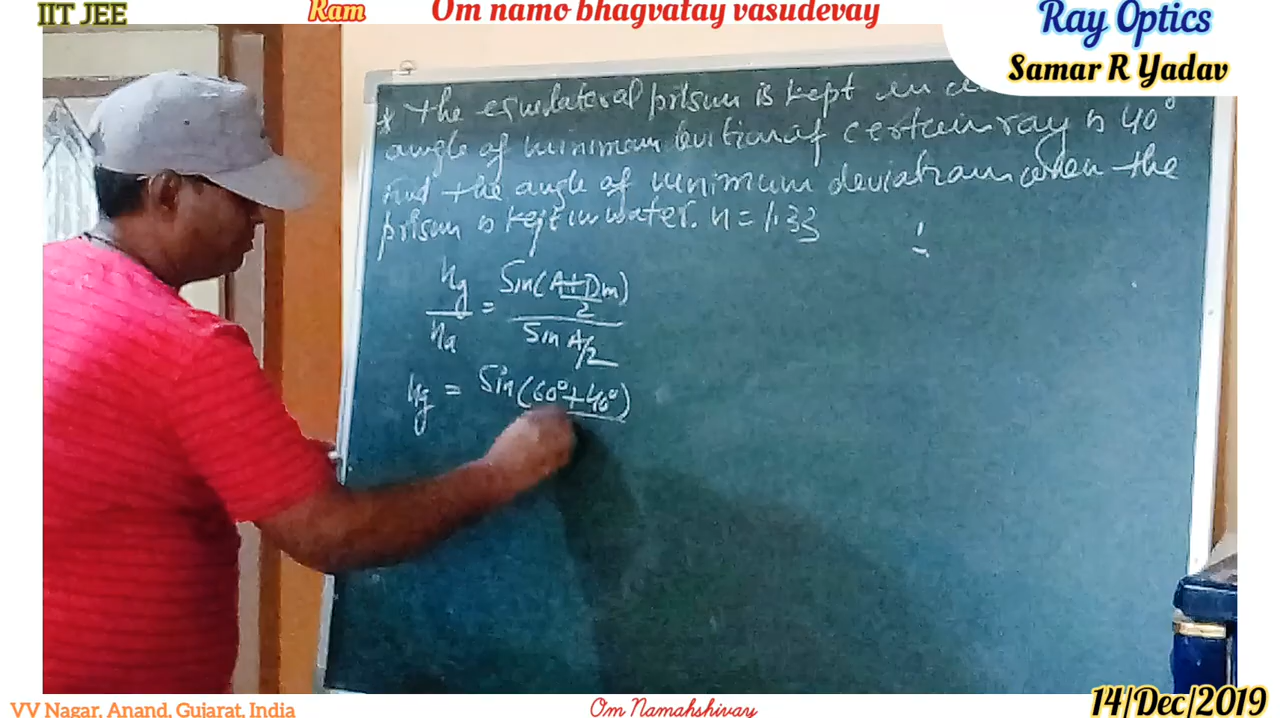 IIT JEE
Ram
Om namo bhagvatay vasudevay
Ray Optics
Samar R Yadav
* The equilateral prism is kept in
angle of minimum of certain ray is 40°
find the angle of minimum deviation when the
prism is kept in water. n = 1.33
ng/na = Sin(A+Dm/2)/Sin A/2
ng = Sin(60°+40°)
VV Nagar, Anand, Gujarat, India
Om Namahshivay
14/Dec/2019